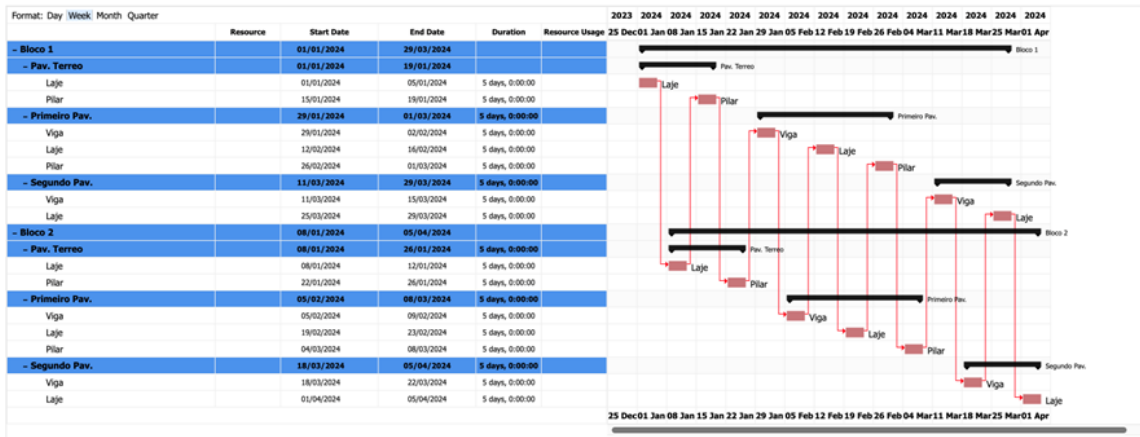 Format: Day Week Month Quarter
2023 2024 2024 2024 2024 2024 2024 2024 2024 2024 2024 2024 2024 2024 2024
Resource Start Date End Date Duration Resource Usage 25 Dec 01 Jan 08 Jan 15 Jan 22 Jan 29 Jan 05 Feb 12 Feb 19 Feb 26 Feb 04 Mar 11 Mar 18 Mar 25 Mar 01 Apr
– Bloco 1 01/01/2024 29/03/2024 Bloco 1
– Pav. Terreo 01/01/2024 19/01/2024 Pav. Terreo
Laje 01/01/2024 05/01/2024 5 days, 0:00:00 Laje
Pilar 15/01/2024 19/01/2024 5 days, 0:00:00 Pilar
– Primeiro Pav. 29/01/2024 01/03/2024 5 days, 0:00:00 Primeiro Pav.
Viga 29/01/2024 02/02/2024 5 days, 0:00:00 Viga
Laje 12/02/2024 16/02/2024 5 days, 0:00:00 Laje
Pilar 26/02/2024 01/03/2024 5 days, 0:00:00 Pilar
– Segundo Pav. 11/03/2024 29/03/2024 5 days, 0:00:00 Segundo Pav.
Viga 11/03/2024 15/03/2024 5 days, 0:00:00 Viga
Laje 25/03/2024 29/03/2024 5 days, 0:00:00 Laje
– Bloco 2 08/01/2024 05/04/2024 Bloco 2
– Pav. Terreo 08/01/2024 26/01/2024 5 days, 0:00:00 Pav. Terreo
Laje 08/01/2024 12/01/2024 5 days, 0:00:00 Laje
Pilar 22/01/2024 26/01/2024 5 days, 0:00:00 Pilar
– Primeiro Pav. 05/02/2024 08/03/2024 5 days, 0:00:00 Primeiro Pav.
Viga 05/02/2024 09/02/2024 5 days, 0:00:00 Viga
Laje 19/02/2024 23/02/2024 5 days, 0:00:00 Laje
Pilar 04/03/2024 08/03/2024 5 days, 0:00:00 Pilar
– Segundo Pav. 18/03/2024 05/04/2024 5 days, 0:00:00 Segundo Pav.
Viga 18/03/2024 22/03/2024 5 days, 0:00:00 Viga
Laje 01/04/2024 05/04/2024 5 days, 0:00:00 Laje
25 Dec 01 Jan 08 Jan 15 Jan 22 Jan 29 Jan 05 Feb 12 Feb 19 Feb 26 Feb 04 Mar 11 Mar 18 Mar 25 Mar 01 Apr